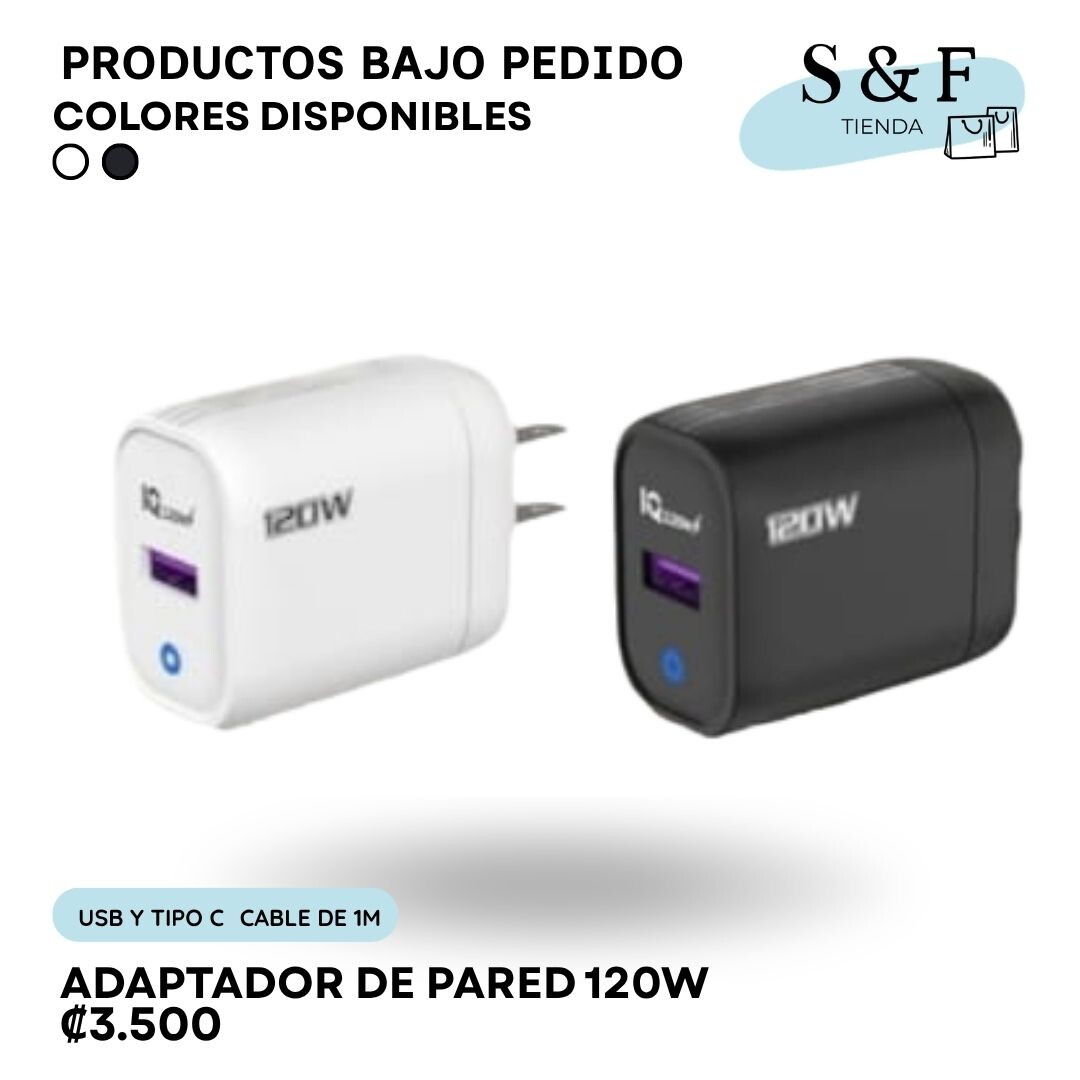 PRODUCTOS BAJO PEDIDO
COLORES DISPONIBLES
S & F
TIENDA
120W
120W
USB Y TIPO C CABLE DE 1M
ADAPTADOR DE PARED 120W
₡3.500